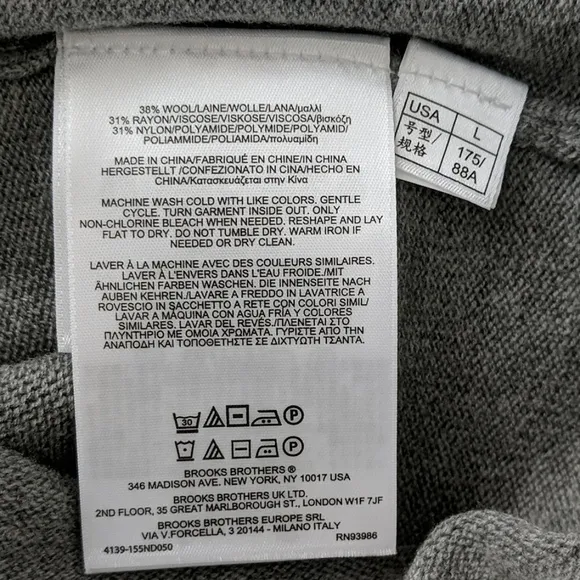 38% WOOL/LAINE/WOLLE/LANA/μαλλί
31% RAYON/VISCOSE/VISKOSE/VISCOSA/βισκόζη
31% NYLON/POLYAMIDE/POLYMIDE/POLYAMID/
POLIAMMIDE/POLIAMIDA/πολυαμίδη
MADE IN CHINA/FABRIQUÉ EN CHINE/IN CHINA
HERGESTELLT /CONFEZIONATO IN CINA/HECHO EN
CHINA/Κατασκευάζεται στην Κίνα
MACHINE WASH COLD WITH LIKE COLORS. GENTLE
CYCLE. TURN GARMENT INSIDE OUT. ONLY
NON-CHLORINE BLEACH WHEN NEEDED. RESHAPE AND LAY
FLAT TO DRY. DO NOT TUMBLE DRY. WARM IRON IF
NEEDED OR DRY CLEAN.
LAVER À LA MACHINE AVEC DES COULEURS SIMILAIRES.
LAVER À L'ENVERS DANS L'EAU FROIDE./MIT
ÄHNLICHEN FARBEN WASCHEN. DIE INNENSEITE NACH
AUBEN KEHREN./LAVARE A FREDDO IN LAVATRICE A
ROVESCIO IN SACCHETTO A RETE CON COLORI SIMIL/
LAVAR A MÁQUINA CON AGUA FRÍA Y COLORES
SIMILARES. LAVAR DEL REVÉS./ΠΛΕΝΕΤΑΙ ΣΤΟ
ΠΛΥΝΤΗΡΙΟ ΜΕ ΟΜΟΙΑ ΧΡΩΜΑΤΑ. ΓΥΡΙΣΤΕ ΑΠΟ ΤΗΝ
ΑΝΑΠΟΔΗ ΚΑΙ ΤΟΠΟΘΕΤΗΣΤΕ ΣΕ ΔΙΧΤΥΩΤΗ ΤΣΑΝΤΑ.
30 P
P
BROOKS BROTHERS ®
346 MADISON AVE. NEW YORK, NY 10017 USA
BROOKS BROTHERS UK LTD.
2ND FLOOR, 35 GREAT MARLBOROUGH ST., LONDON W1F 7JF
BROOKS BROTHERS EUROPE SRL
VIA V.FORCELLA, 3 20144 - MILANO ITALY
4139-155ND050 RN93986
USA L
号型/ 175/
规格 88A